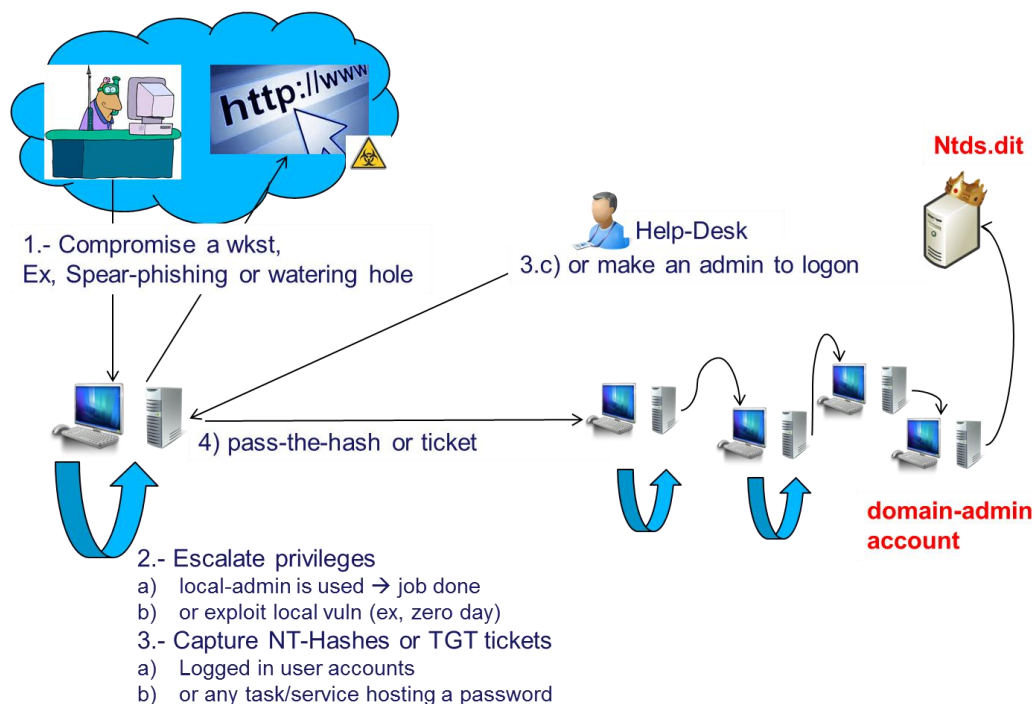 http://www
Ntds.dit
1.- Compromise a wkst,
Ex, Spear-phishing or watering hole
Help-Desk
3.c) or make an admin to logon
4) pass-the-hash or ticket
domain-admin
account
2.- Escalate privileges
a) local-admin is used → job done
b) or exploit local vuln (ex, zero day)
3.- Capture NT-Hashes or TGT tickets
a) Logged in user accounts
b) or any task/service hosting a password